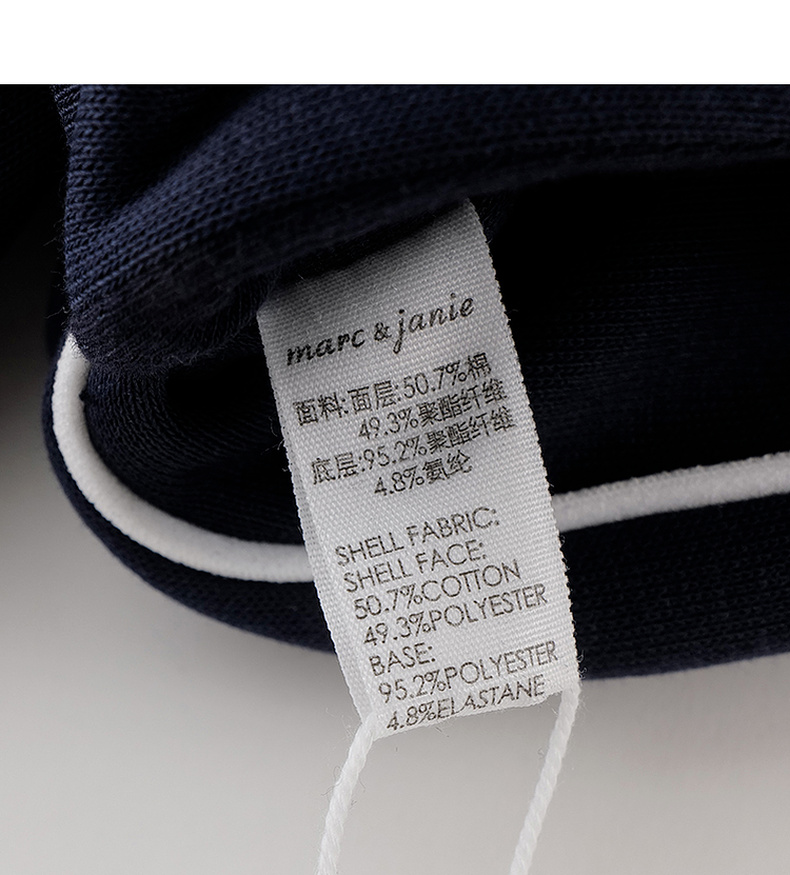 marc & janie
面料:面层:50.7%棉
49.3%聚酯纤维
底层:95.2%聚酯纤维
4.8%氨纶
SHELL FABRIC:
SHELL FACE:
50.7%COTTON
49.3%POLYESTER
BASE:
95.2%POLYESTER
4.8%ELASTANE